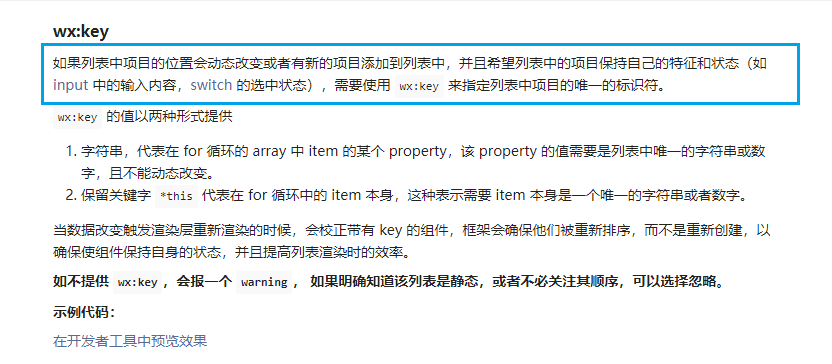 wx:key
如果列表中项目的位置会动态改变或者有新的项目添加到列表中，并且希望列表中的项目保持自己的特征和状态（如
input 中的输入内容，switch 的选中状态），需要使用 wx:key 来指定列表中项目的唯一的标识符。
wx:key 的值以两种形式提供
1. 字符串，代表在 for 循环的 array 中 item 的某个 property，该 property 的值需要是列表中唯一的字符串或数
字，且不能动态改变。
2. 保留关键字 *this 代表在 for 循环中的 item 本身，这种表示需要 item 本身是一个唯一的字符串或者数字。
当数据改变触发渲染层重新渲染的时候，会校正带有 key 的组件，框架会确保他们被重新排序，而不是重新创建，以
确保使组件保持自身的状态，并且提高列表渲染时的效率。
如不提供 wx:key，会报一个 warning， 如果明确知道该列表是静态，或者不必关注其顺序，可以选择忽略。
示例代码：
在开发者工具中预览效果